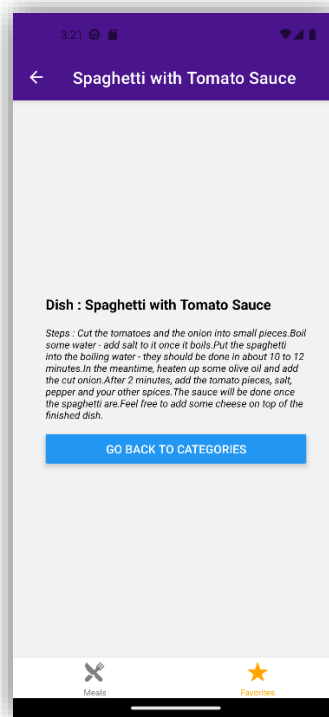 3:21
Spaghetti with Tomato Sauce
Dish : Spaghetti with Tomato Sauce
Steps : Cut the tomatoes and the onion into small pieces.Boil
some water - add salt to it once it boils.Put the spaghetti
into the boiling water - they should be done in about 10 to 12
minutes.In the meantime, heaten up some olive oil and add
the cut onion.After 2 minutes, add the tomato pieces, salt,
pepper and your other spices.The sauce will be done once
the spaghetti are.Feel free to add some cheese on top of the
finished dish.
GO BACK TO CATEGORIES
Meals
Favorites